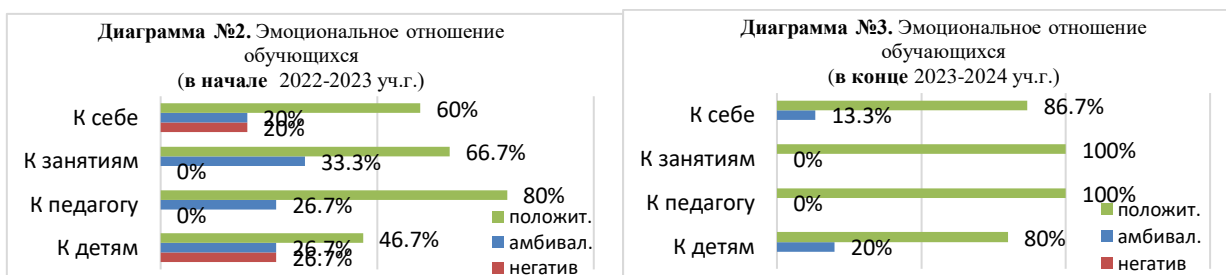 Диаграмма №2. Эмоциональное отношение
обучющихся
(в начале 2022-2023 уч.г.)
К себе
60%
20%
20%
К занятиям
66.7%
33.3%
0%
К педагогу
80%
26.7%
0%
К детям
46.7%
26.7%
26.7%
положит.
амбивал.
негатив
Диаграмма №3. Эмоциональное отношение
обучающихся
(в конце 2023-2024 уч.г.)
К себе
86.7%
13.3%
К занятиям
100%
0%
К педагогу
100%
0%
К детям
80%
20%
положит.
амбивал.
негатив